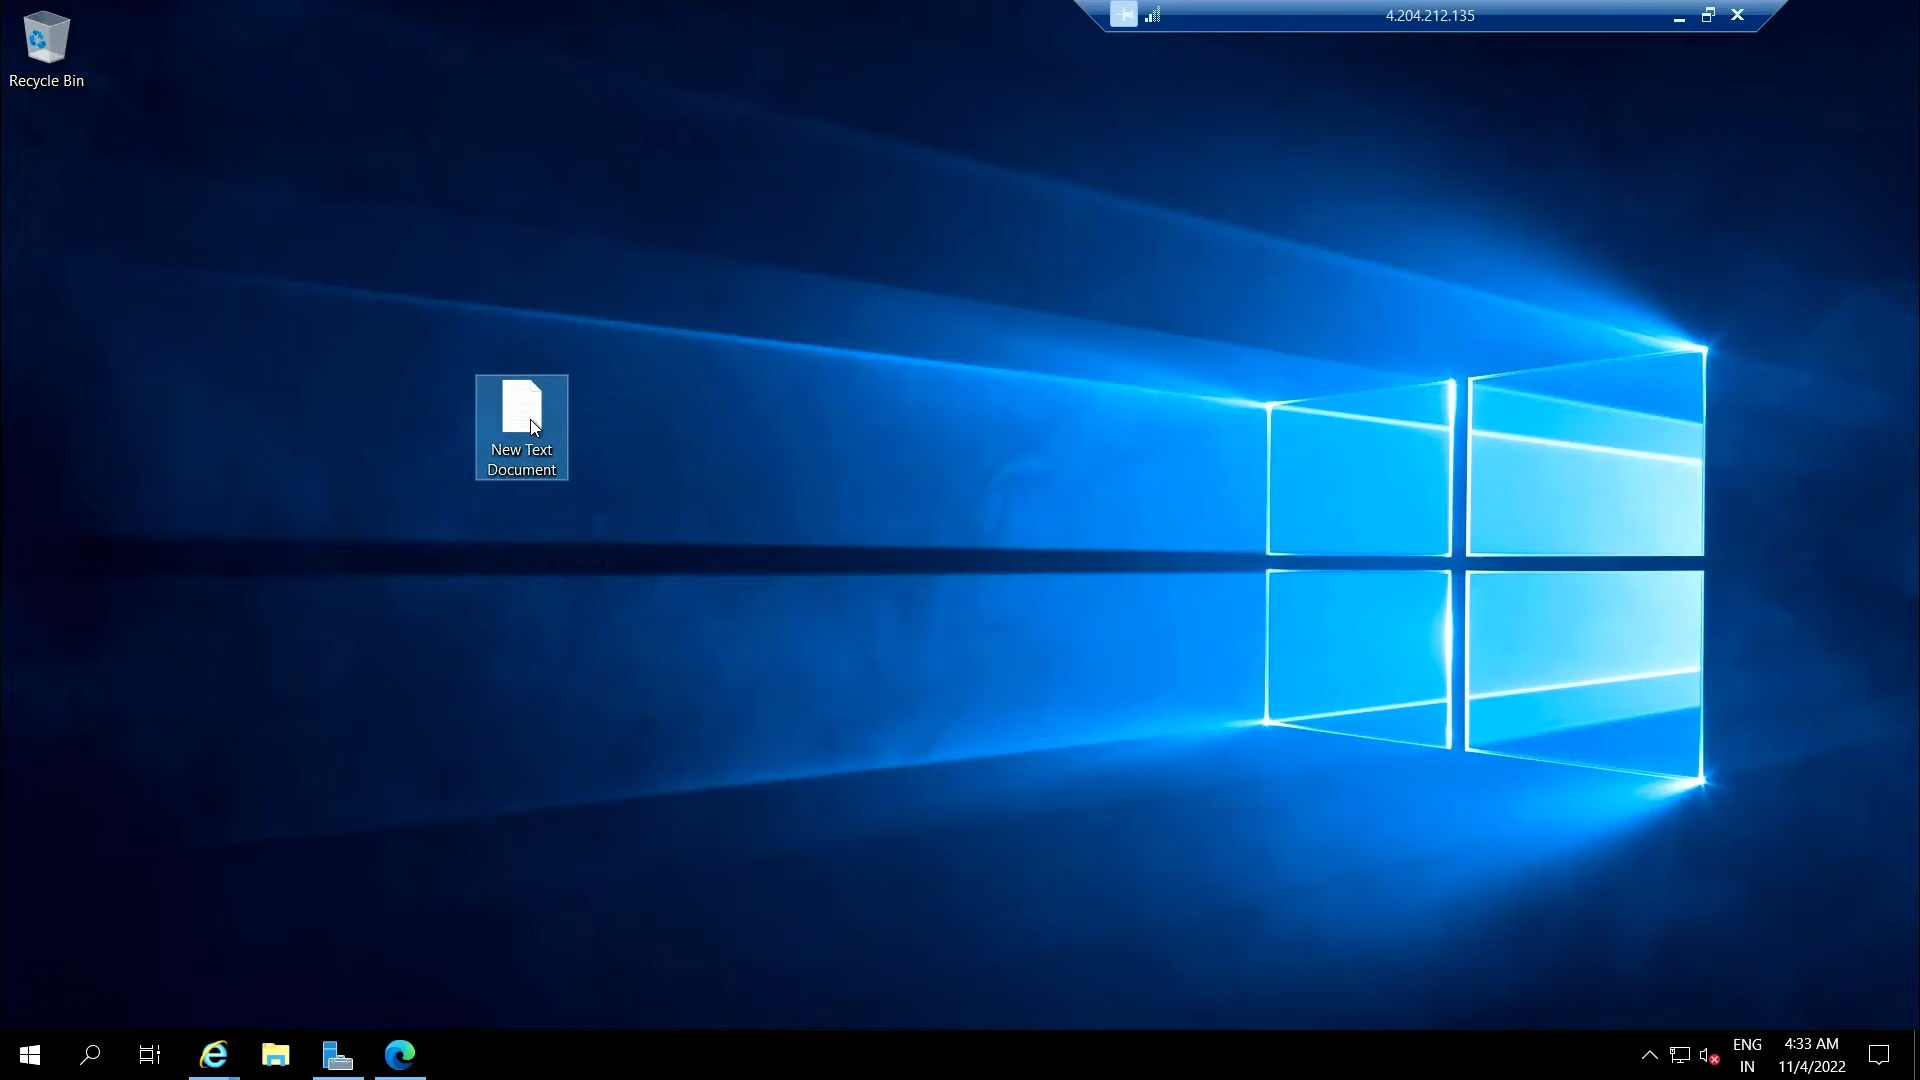 4.204.212.135
Recycle Bin
New Text
Document
ENG
IN
4:33 AM
11/4/2022